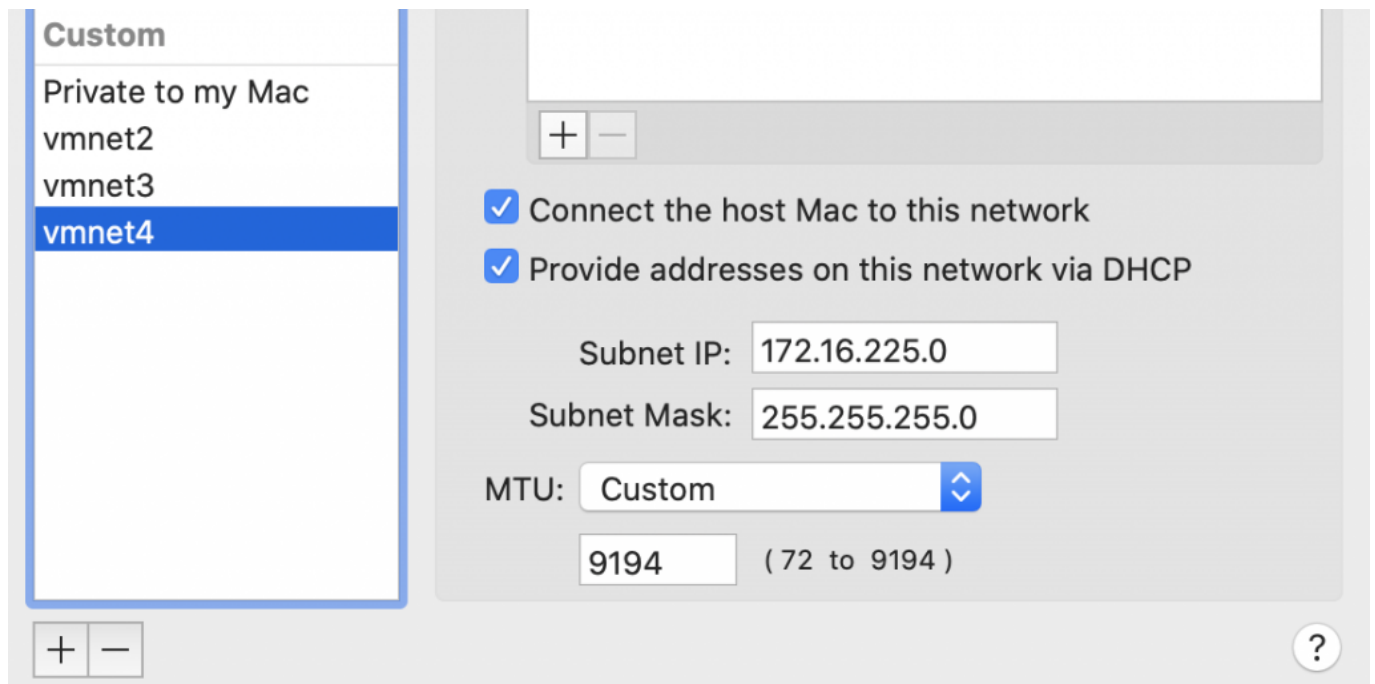 Custom
Private to my Mac
vmnet2
vmnet3
vmnet4
+ −
+ −
Connect the host Mac to this network
Provide addresses on this network via DHCP
Subnet IP: 172.16.225.0
Subnet Mask: 255.255.255.0
MTU: Custom
9194 ( 72 to 9194 )
?